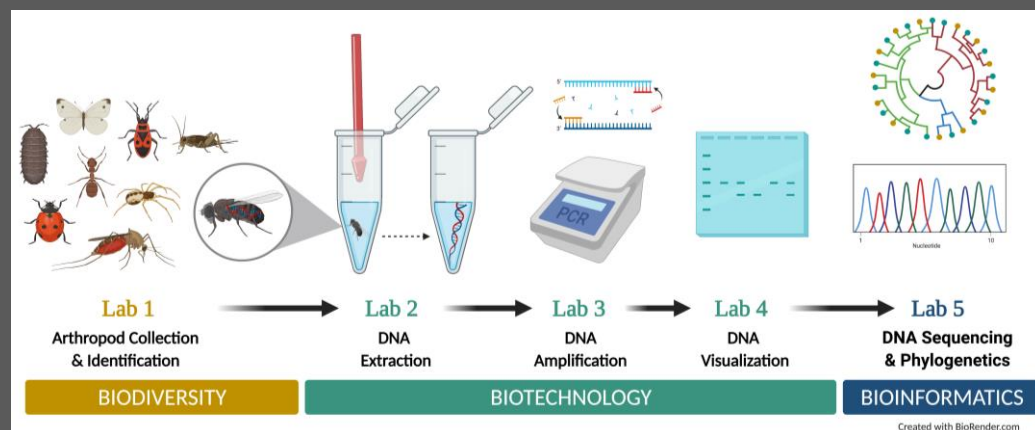 5'
3'
PCR
1
Nucleotide
10
Lab 1
Arthropod Collection
& Identification
Lab 2
DNA
Extraction
Lab 3
DNA
Amplification
Lab 4
DNA
Visualization
Lab 5
DNA Sequencing
& Phylogenetics
BIODIVERSITY
BIOTECHNOLOGY
BIOINFORMATICS
Created with BioRender.com